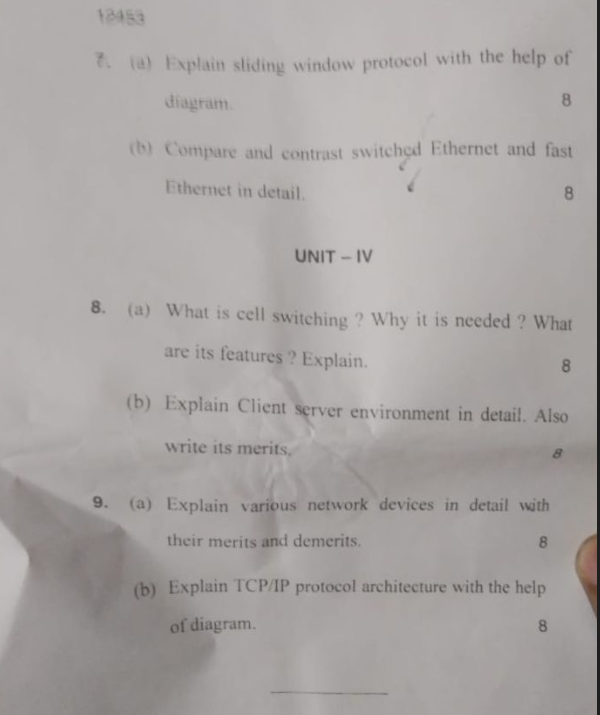 13453
7. (a) Explain sliding window protocol with the help of
diagram. 8
(b) Compare and contrast switched Ethernet and fast
Ethernet in detail. 8
UNIT – IV
8. (a) What is cell switching ? Why it is needed ? What
are its features ? Explain. 8
(b) Explain Client server environment in detail. Also
write its merits. 8
9. (a) Explain various network devices in detail with
their merits and demerits. 8
(b) Explain TCP/IP protocol architecture with the help
of diagram. 8